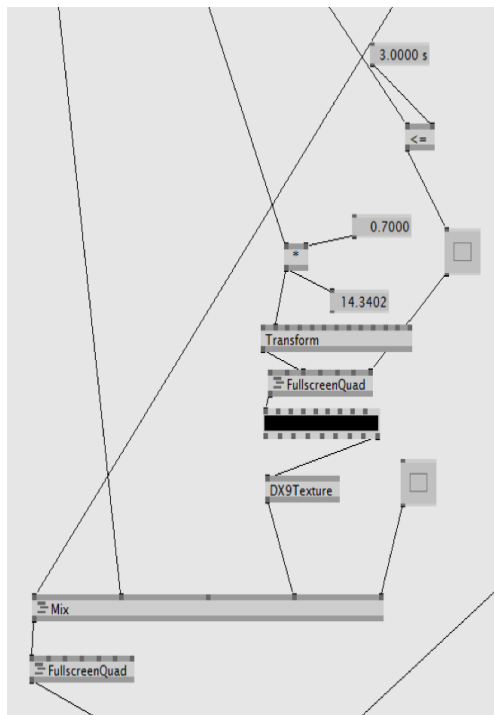 3.0000 s
<=
0.7000
*
14.3402
Transform
FullscreenQuad
DX9Texture
Mix
FullscreenQuad